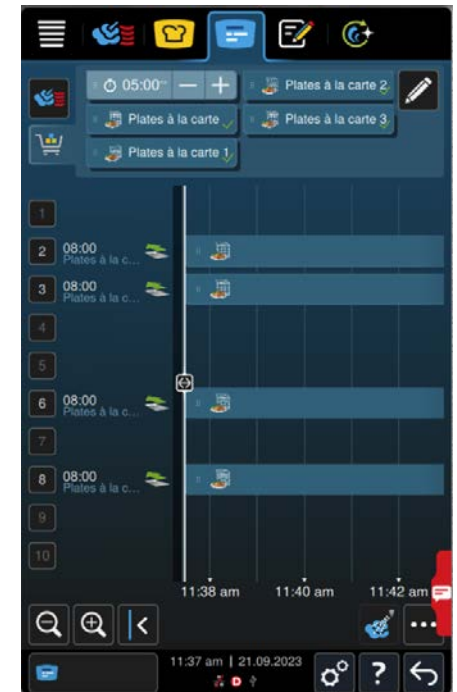 05:00
Plates à la carte 2
Plates à la carte
Plates à la carte 3
Plates à la carte 1
1
2 08:00
Plates à la c...
3 08:00
Plates à la c...
4
5
6 08:00
Plates à la c...
7
8 08:00
Plates à la c...
9
10
11:38 am 11:40 am 11:42 am
11:37 am | 21.09.2023
D
?